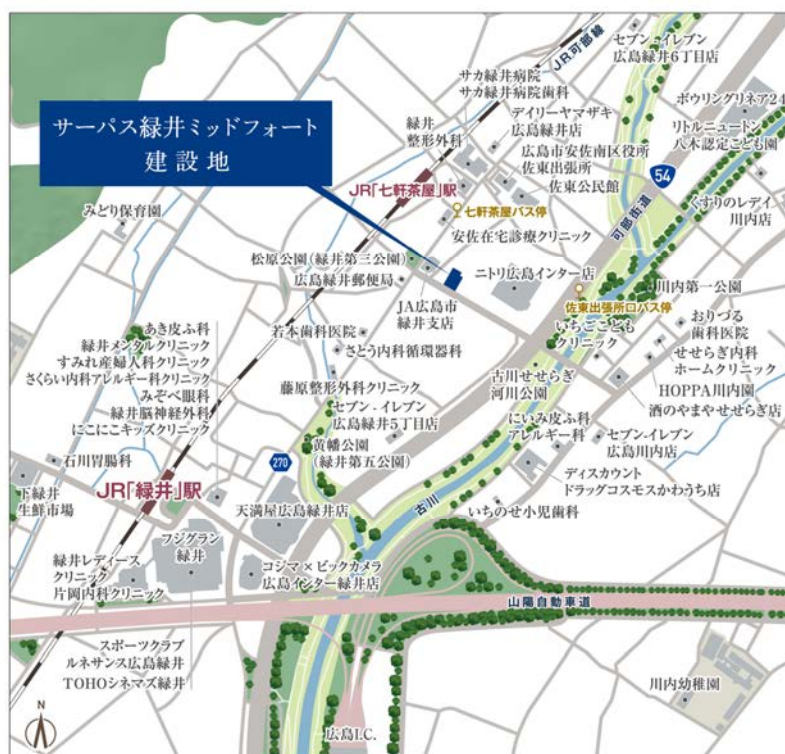 セブン-イレブン
広島緑井6丁目店
JR可部線
サカ緑井病院
サカ緑井病院歯科
ボウリングリネア24
デイリーヤマザキ
広島緑井店
リトルニュートン
八木認定こども園
サーパス緑井ミッドフォート
建設地
緑井
整形外科
広島市安佐南区役所
佐東出張所
佐東公民館
54
可部街道
JR「七軒茶屋」駅
七軒茶屋バス停
くすりのレデイ
川内店
みどり保育園
安佐在宅診療クリニック
松原公園(緑井第三公園)
広島緑井郵便局
ニトリ広島インター店
川内第一公園
JA広島市
緑井支店
佐東出張所口バス停
おりづる
歯科医院
いちごこども
クリニック
せせらぎ内科
ホームクリニック
あき皮ふ科
緑井メンタルクリニック
すみれ産婦人科クリニック
さくらい内科アレルギー科クリニック
みぞべ眼科
緑井脳神経外科
にこにこキッズクリニック
若本歯科医院
さとう内科循環器科
古川せせらぎ
河川公園
HOPPA川内園
酒のやまやせせらぎ店
藤原整形外科クリニック
セブン-イレブン
広島緑井5丁目店
にいみ皮ふ科
アレルギー科
セブン-イレブン
広島川内店
黄幡公園
(緑井第五公園)
270
石川胃腸科
ディスカウント
ドラッグコスモスかわうち店
JR「緑井」駅
下緑井
生鮮市場
天満屋広島緑井店
古川
いちのせ小児歯科
フジグラン
緑井
緑井レディース
クリニック
片岡内科クリニック
コジマ×ビックカメラ
広島インター緑井店
山陽自動車道
スポーツクラブ
ルネサンス広島緑井
TOHOシネマズ緑井
川内幼稚園
N
広島I.C.